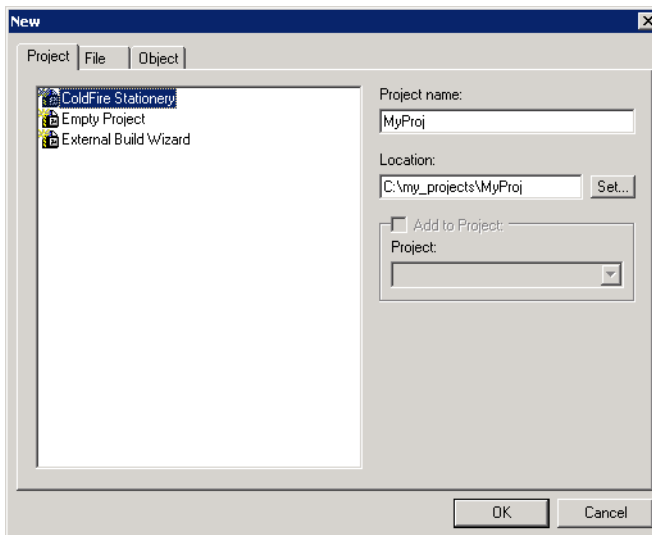 New
Project File Object
ColdFire Stationery
Empty Project
External Build Wizard
Project name:
MyProj
Location:
C:\my_projects\MyProj Set...
Add to Project:
Project:
OK Cancel